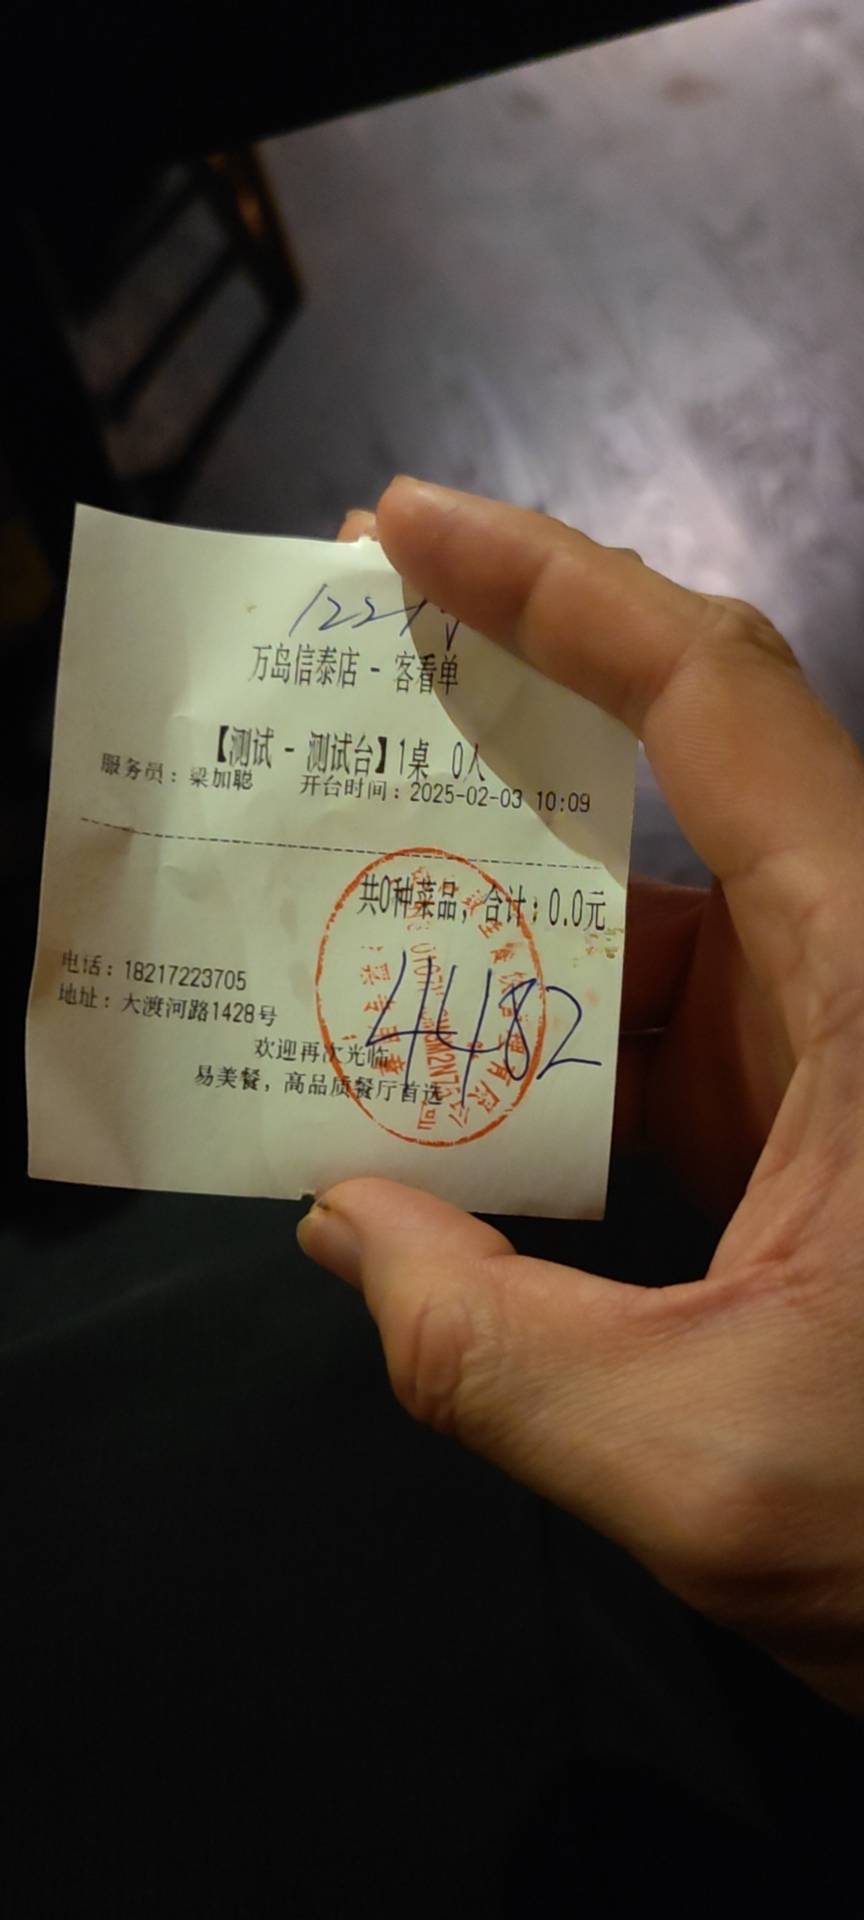 万岛信泰店 - 客看单
【测试 - 测试台】1桌 0人
服务员：梁加聪 开台时间：2025-02-03 10:09
共0种菜品，合计：0.0元
4482
电话：18217223705
地址：大渡河路1428号
欢迎再次光临
易美餐，高品质餐厅首选